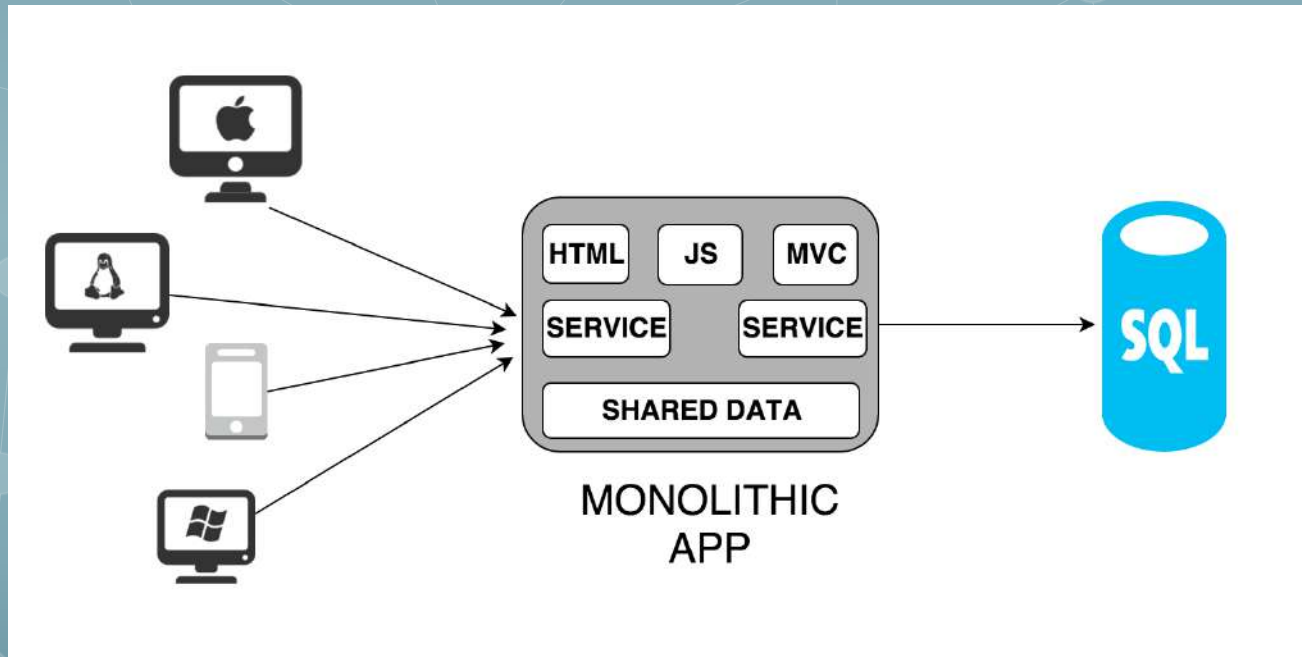 HTML JS MVC
SERVICE SERVICE
SHARED DATA
SQL
MONOLITHIC
APP